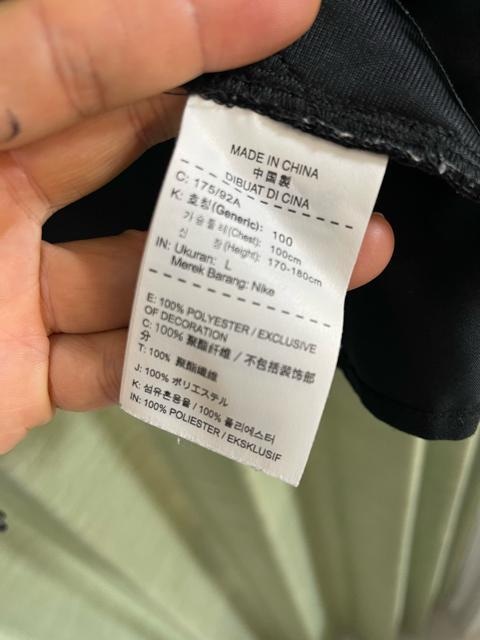 MADE IN CHINA
中国製
DIBUAT DI CINA
C: 175/92A
K: 호칭(Generic): 100
가슴둘레(Chest): 100cm
신 장(Height): 170-180cm
IN: Ukuran: L
Merek Barang: Nike
E: 100% POLYESTER / EXCLUSIVE
OF DECORATION
C: 100% 聚酯纤维／不包括装饰部
分
T: 100% 聚酯纖維
J: 100% ポリエステル
K: 섬유혼용율 / 100% 폴리에스터
IN: 100% POLIESTER / EKSKLUSIF